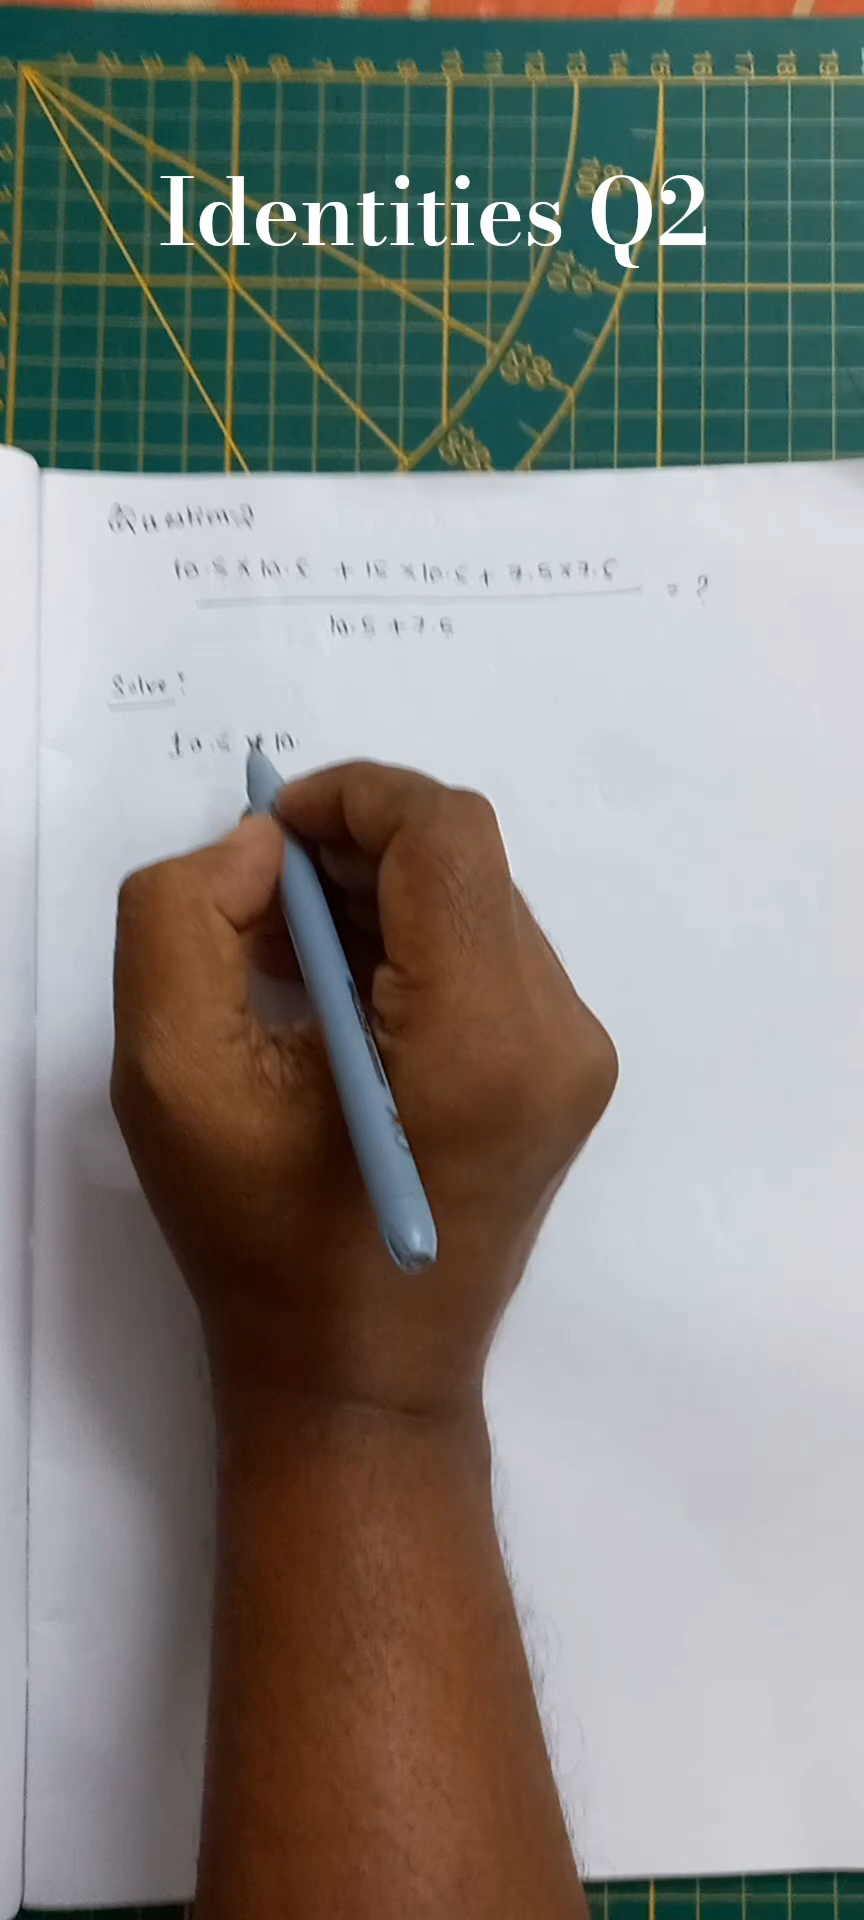 Identities Q2
Question2
10.5 × 10.5 + 15 × 10.5 + 7.5 × 7.5
= ?
10.5 + 7.5
Solve:
10.5 × 10.